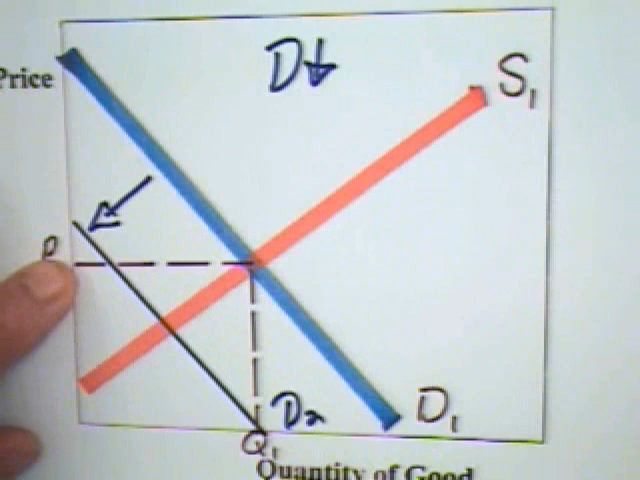 D↓
Price
S1
P
D2
D1
Q1
Quantity of Good